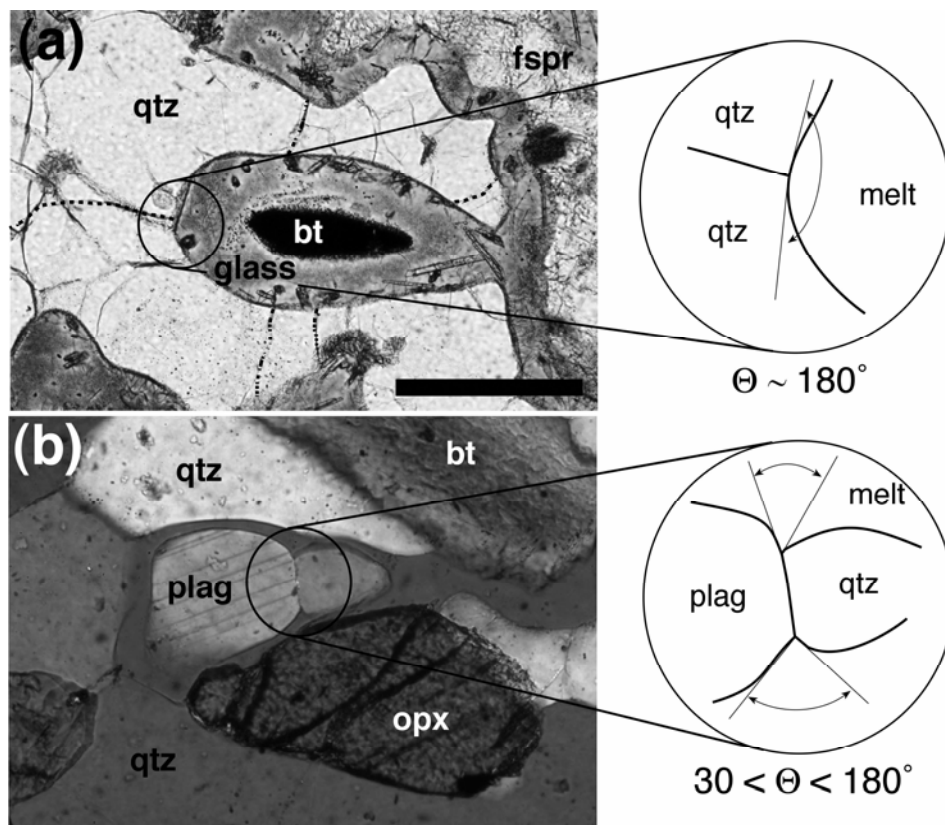 (a)
fspr
qtz
bt
glass
qtz
qtz
melt
Θ ~ 180°
(b)
qtz
bt
plag
opx
qtz
melt
plag
qtz
30 < Θ < 180°